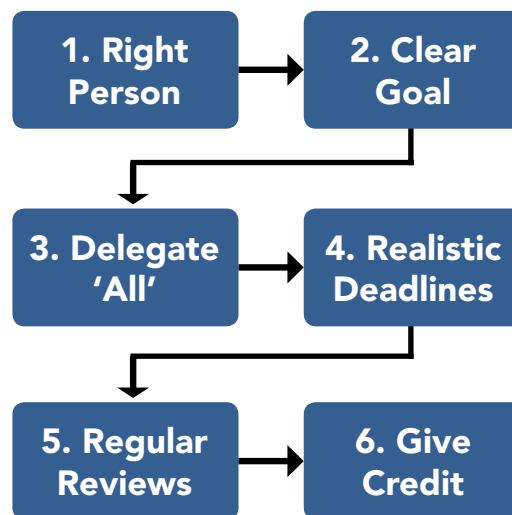 1. Right
Person
2. Clear
Goal
3. Delegate
‘All’
4. Realistic
Deadlines
5. Regular
Reviews
6. Give
Credit